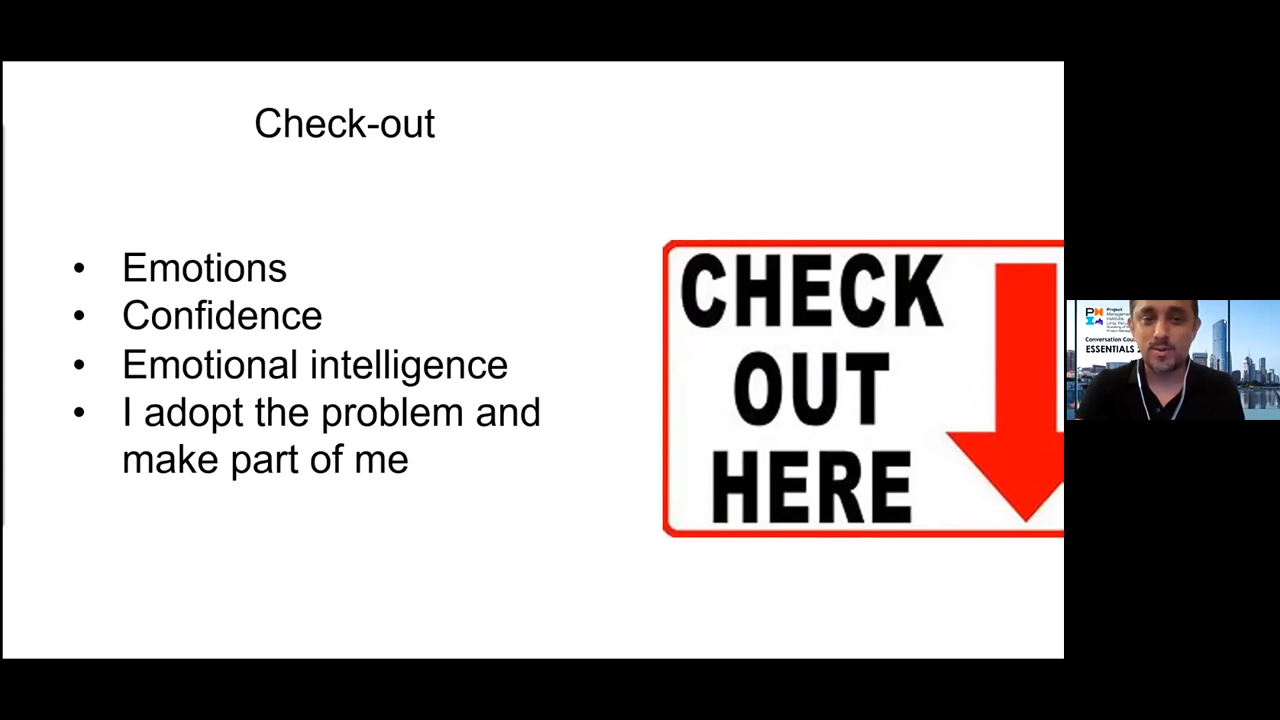 Check-out
• Emotions
• Confidence
• Emotional intelligence
• I adopt the problem and
make part of me
CHECK
OUT
HERE
Project
Management
Institute
Conversation
ESSENTIALS